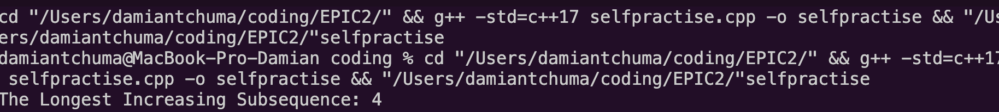 cd "/Users/damiantchuma/coding/EPIC2/" && g++ -std=c++17 selfpractise.cpp -o selfpractise && "/Us
ers/damiantchuma/coding/EPIC2/"selfpractise
damiantchuma@MacBook-Pro-Damian coding % cd "/Users/damiantchuma/coding/EPIC2/" && g++ -std=c++17
selfpractise.cpp -o selfpractise && "/Users/damiantchuma/coding/EPIC2/"selfpractise
The Longest Increasing Subsequence: 4